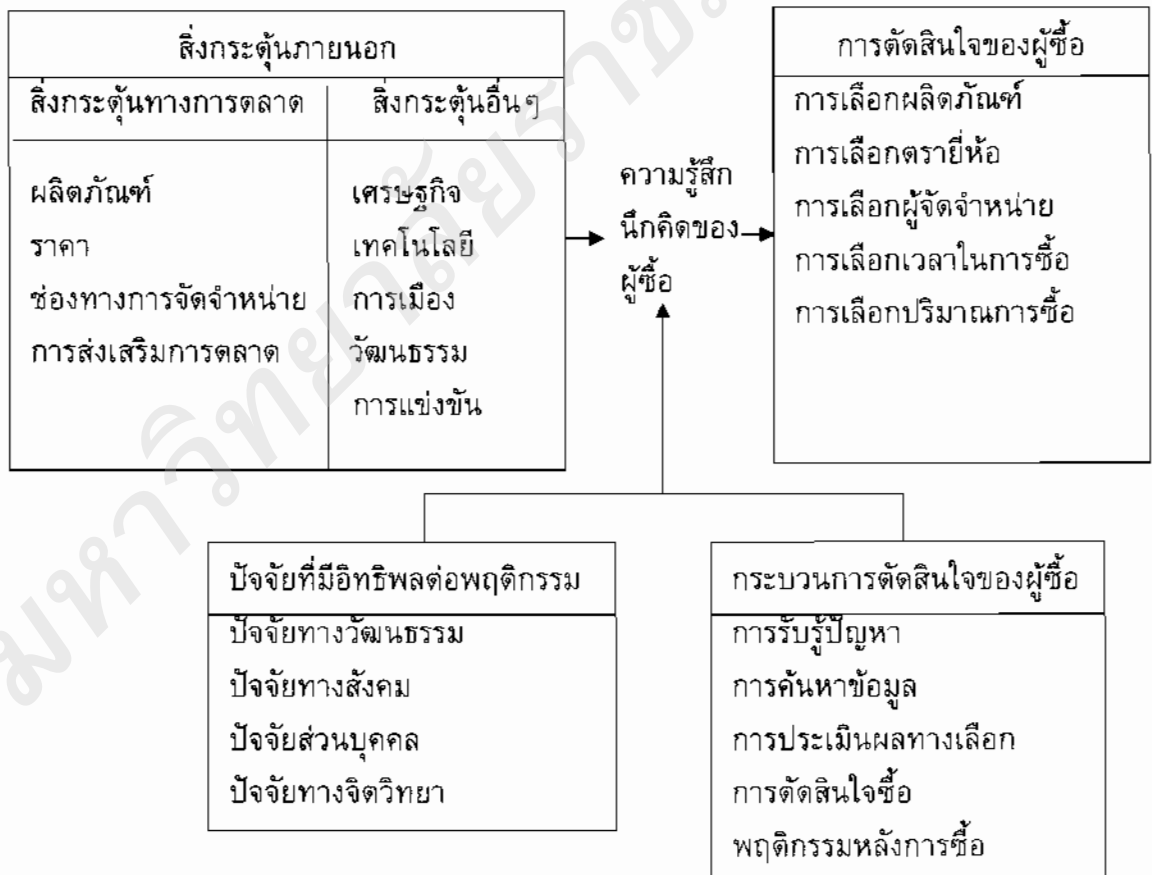 สิ่งกระตุ้นภายนอก
สิ่งกระตุ้นทางการตลาด
สิ่งกระตุ้นอื่นๆ
ผลิตภัณฑ์
ราคา
ช่องทางการจัดจำหน่าย
การส่งเสริมการตลาด
เศรษฐกิจ
เทคโนโลยี
การเมือง
วัฒนธรรม
การแข่งขัน
ความรู้สึก
นึกคิดของ
ผู้ซื้อ
การตัดสินใจของผู้ซื้อ
การเลือกผลิตภัณฑ์
การเลือกตรายี่ห้อ
การเลือกผู้จัดจำหน่าย
การเลือกเวลาในการซื้อ
การเลือกปริมาณการซื้อ
ปัจจัยที่มีอิทธิพลต่อพฤติกรรม
ปัจจัยทางวัฒนธรรม
ปัจจัยทางสังคม
ปัจจัยส่วนบุคคล
ปัจจัยทางจิตวิทยา
กระบวนการตัดสินใจของผู้ซื้อ
การรับรู้ปัญหา
การค้นหาข้อมูล
การประเมินผลทางเลือก
การตัดสินใจซื้อ
พฤติกรรมหลังการซื้อ
มหาวิทยาลัยราช